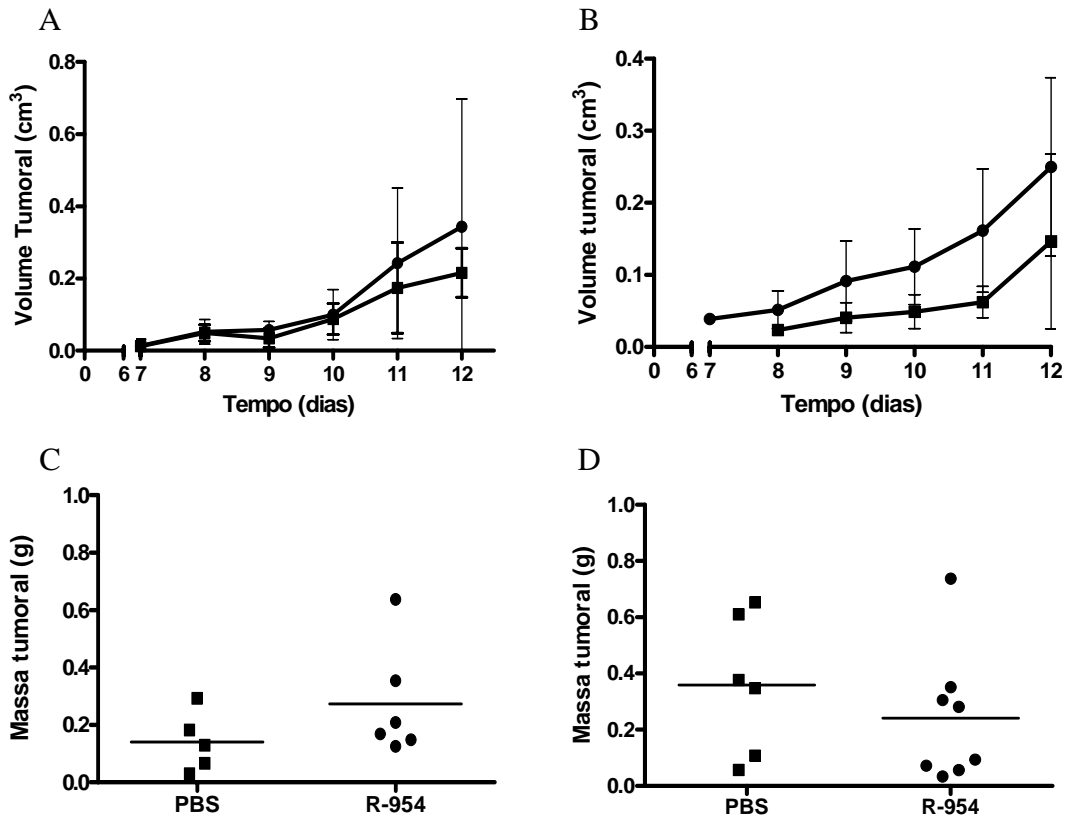 A
Volume Tumoral (cm³)
0.8
0.6
0.4
0.2
0.0
0 6 7 8 9 10 11 12
Tempo (dias)
B
Volume tumoral (cm³)
0.4
0.3
0.2
0.1
0.0
0 6 7 8 9 10 11 12
Tempo (dias)
C
Massa tumoral (g)
1.0
0.8
0.6
0.4
0.2
0.0
PBS R-954
D
Massa tumoral (g)
1.0
0.8
0.6
0.4
0.2
0.0
PBS R-954